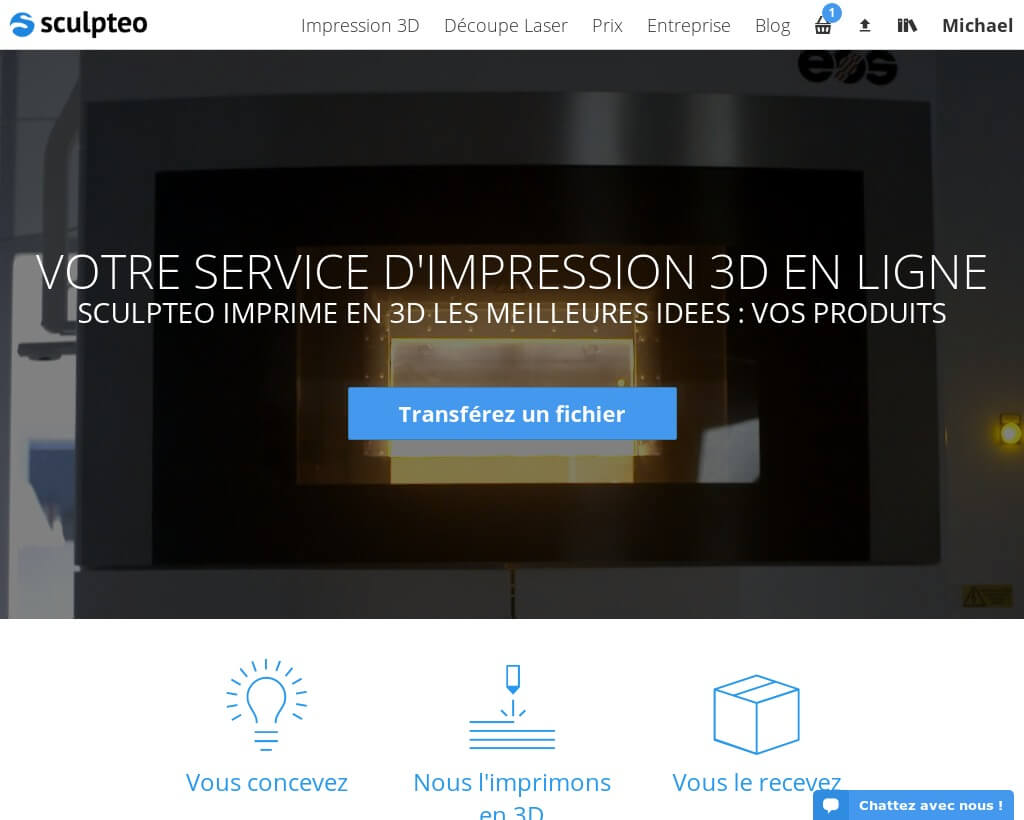 sculpteo
Impression 3D Découpe Laser Prix Entreprise Blog 1 Michael
eos
VOTRE SERVICE D'IMPRESSION 3D EN LIGNE
SCULPTEO IMPRIME EN 3D LES MEILLEURES IDEES : VOS PRODUITS
Transférez un fichier
Vous concevez
Nous l'imprimons
en 3D
Vous le recevez
Chattez avec nous !